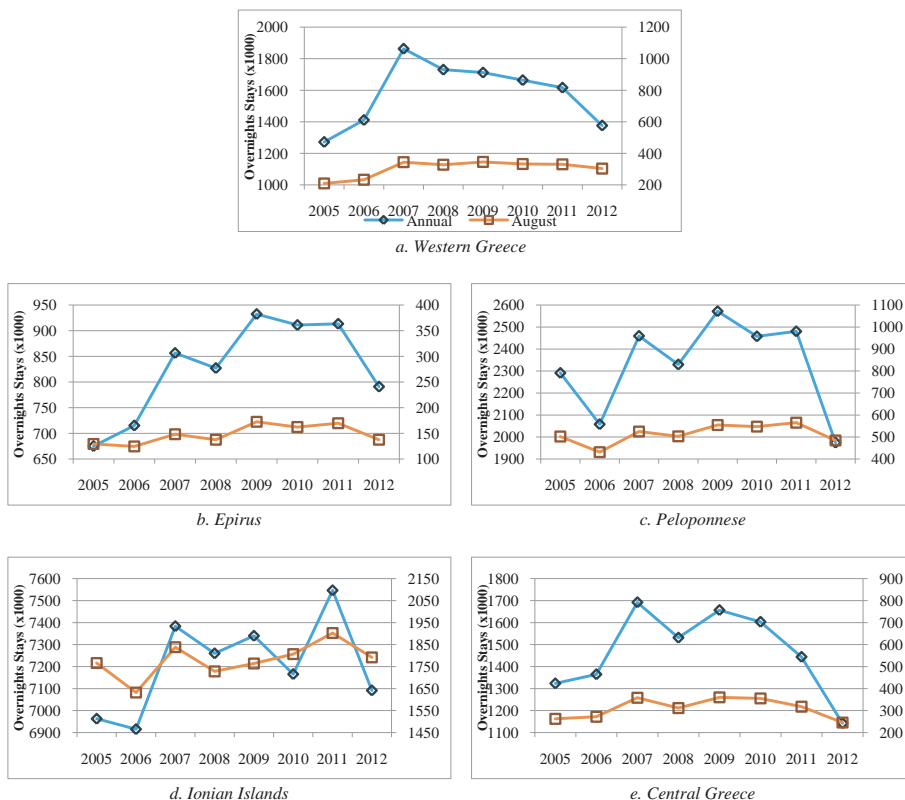 Overnights Stays (x1000)
2000 1200
1800 1000
1600 800
1400 600
1200 400
1000 200
2005 2006 2007 2008 2009 2010 2011 2012
Annual August
a. Western Greece
Overnights Stays (x1000)
950 400
900 350
850 300
800 250
750 200
700 150
650 100
2005 2006 2007 2008 2009 2010 2011 2012
b. Epirus
Overnights Stays (x1000)
2600 1100
2500 1000
2400 900
2300 800
2200 700
2100 600
2000 500
1900 400
2005 2006 2007 2008 2009 2010 2011 2012
c. Peloponnese
Overnights Stays (x1000)
7600 2150
7500 2050
7400 1950
7300 1850
7200 1750
7100 1650
7000 1550
6900 1450
2005 2006 2007 2008 2009 2010 2011 2012
d. Ionian Islands
Overnights Stays (x1000)
1800 900
1700 800
1600 700
1500 600
1400 500
1300 400
1200 300
1100 200
2005 2006 2007 2008 2009 2010 2011 2012
e. Central Greece